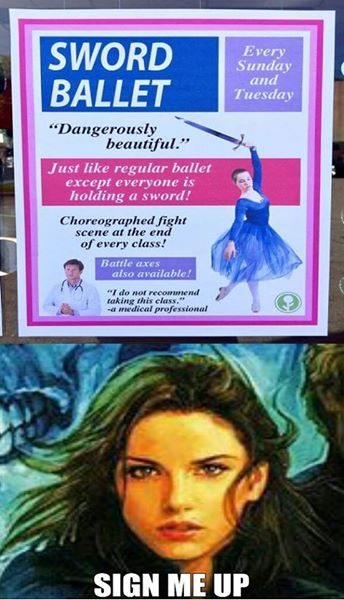 SWORD
BALLET
Every
Sunday
and
Tuesday
“Dangerously
beautiful.”
Just like regular ballet
except everyone is
holding a sword!
Choreographed fight
scene at the end
of every class!
Battle axes
also available!
“I do not recommend
taking this class.”
-a medical professional
SIGN ME UP